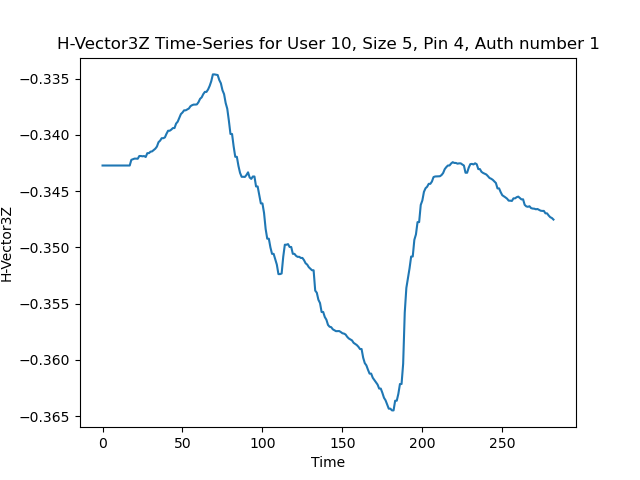 H-Vector3Z Time-Series for User 10, Size 5, Pin 4, Auth number 1
H-Vector3Z
−0.335
−0.340
−0.345
−0.350
−0.355
−0.360
−0.365
0 50 100 150 200 250
Time